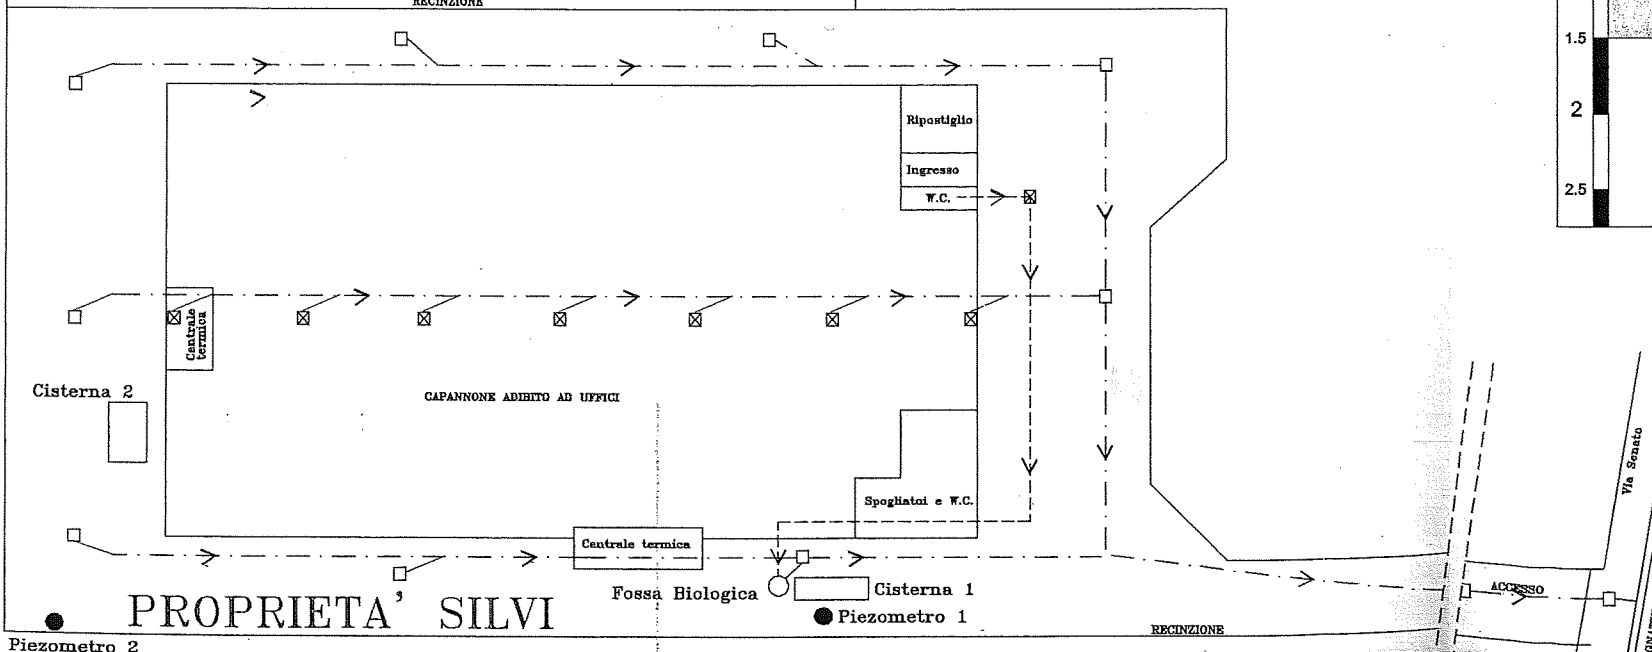 RECINZIONE
1.5
2
2.5
Ripostiglio
Ingresso
W.C.
Centrale
termica
Cisterna 2
CAPANNONE ADIBITO AD UFFICI
Via Senato
Spogliatoi e W.C.
Centrale termica
Fossa Biologica
Cisterna 1
ACCESSO
PROPRIETA' SILVI
Piezometro 1
RECINZIONE
Piezometro 2